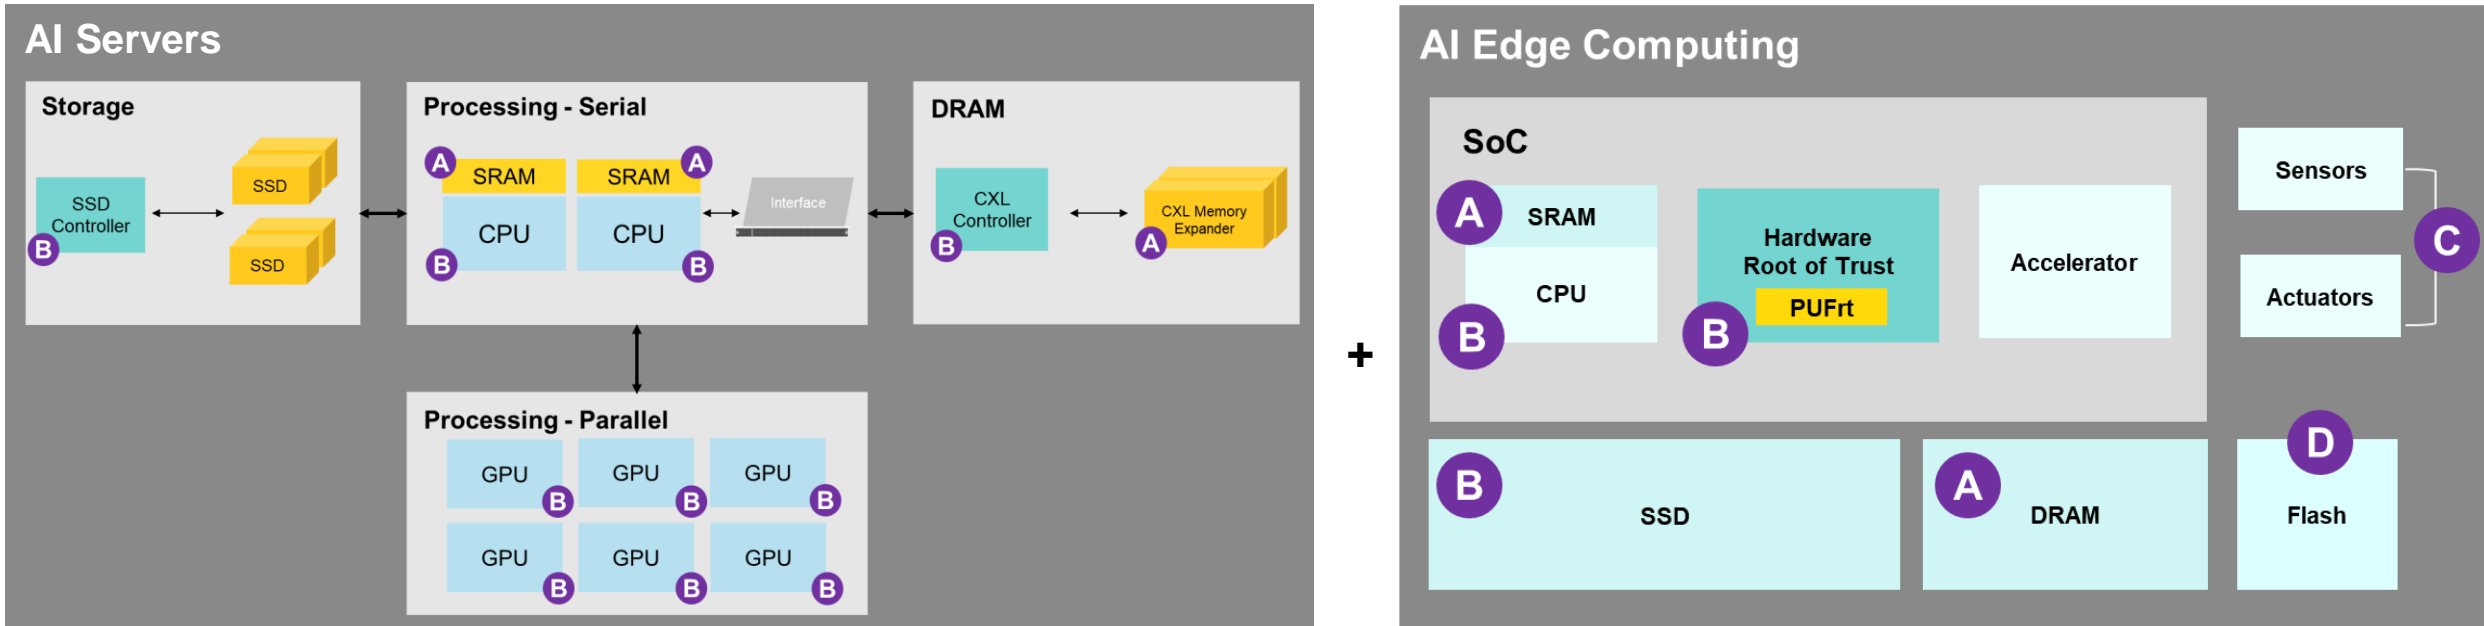 AI Servers
Storage
SSD
Controller
B
SSD
SSD
Processing - Serial
A
SRAM
SRAM
A
CPU
CPU
B
B
Interface
DRAM
CXL
Controller
B
CXL Memory
Expander
A
Processing - Parallel
GPU
B
GPU
B
GPU
B
GPU
B
GPU
B
GPU
B
+
AI Edge Computing
SoC
A
SRAM
CPU
B
Hardware
Root of Trust
PUFrt
B
Accelerator
Sensors
Actuators
C
B
SSD
A
DRAM
D
Flash